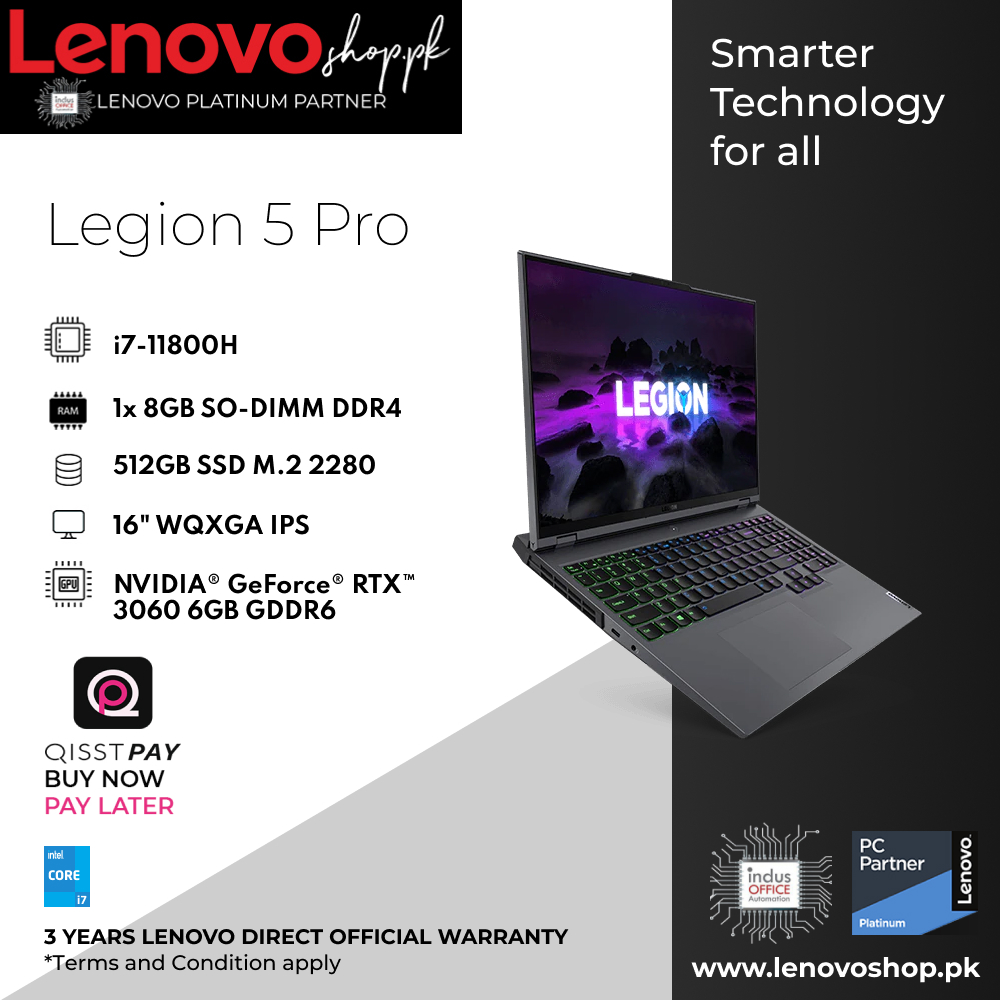 Lenovo shop.pk
indus
OFFICE
LENOVO PLATINUM PARTNER
Smarter
Technology
for all
Legion 5 Pro
i7-11800H
RAM
1x 8GB SO-DIMM DDR4
512GB SSD M.2 2280
16" WQXGA IPS
GPU
NVIDIA® GeForce® RTX™
3060 6GB GDDR6
LEGION
QISSTPAY
BUY NOW
PAY LATER
intel
CORE
i7
3 YEARS LENOVO DIRECT OFFICIAL WARRANTY
*Terms and Condition apply
indus
OFFICE
Automation
PC
Partner
Lenovo.
Platinum
www.lenovoshop.pk